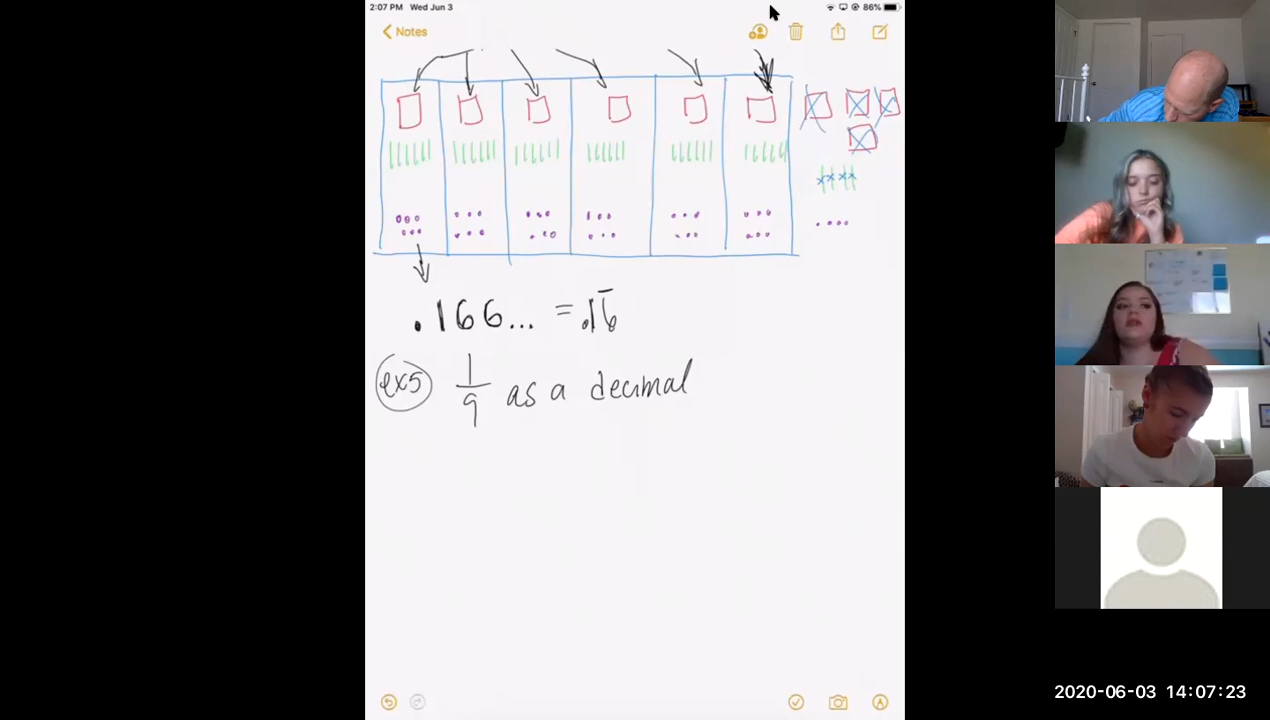 2:07 PM Wed Jun 3
86%
Notes
.166... = .16̅
ex5 1/9 as a decimal
2020-06-03 14:07:23